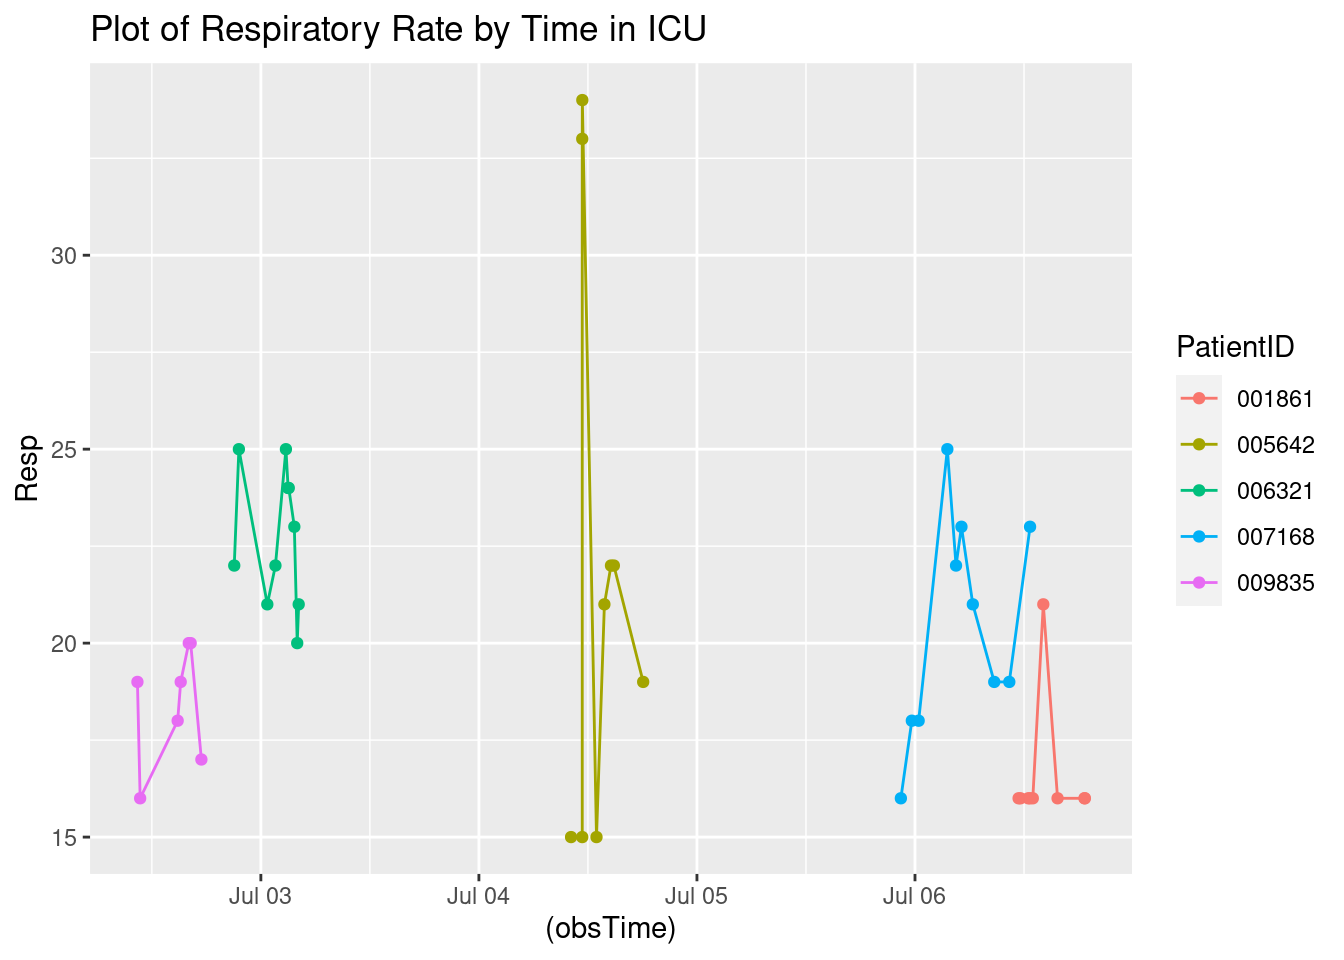 Plot of Respiratory Rate by Time in ICU
30
25
20
15
Resp
Jul 03
Jul 04
Jul 05
Jul 06
(obsTime)
PatientID
001861
005642
006321
007168
009835